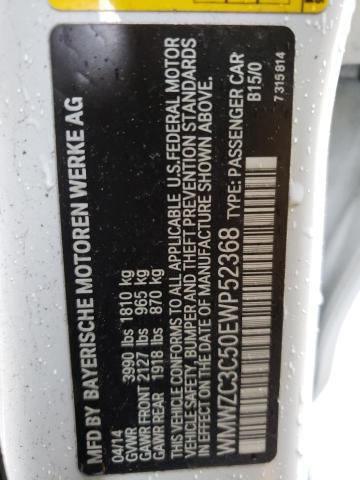 MFD BY BAYERISCHE MOTOREN WERKE AG
04/14
GVWR 3990 lbs 1810 kg
GAWR FRONT 2127 lbs 965 kg
GAWR REAR 1918 lbs 870 kg
THIS VEHICLE CONFORMS TO ALL APPLICABLE U.S.FEDERAL MOTOR
VEHICLE SAFETY, BUMPER AND THEFT PREVENTION STANDARDS
IN EFFECT ON THE DATE OF MANUFACTURE SHOWN ABOVE.
WMWZC3C50EWP52368 TYPE: PASSENGER CAR
B15/0
7 315 814